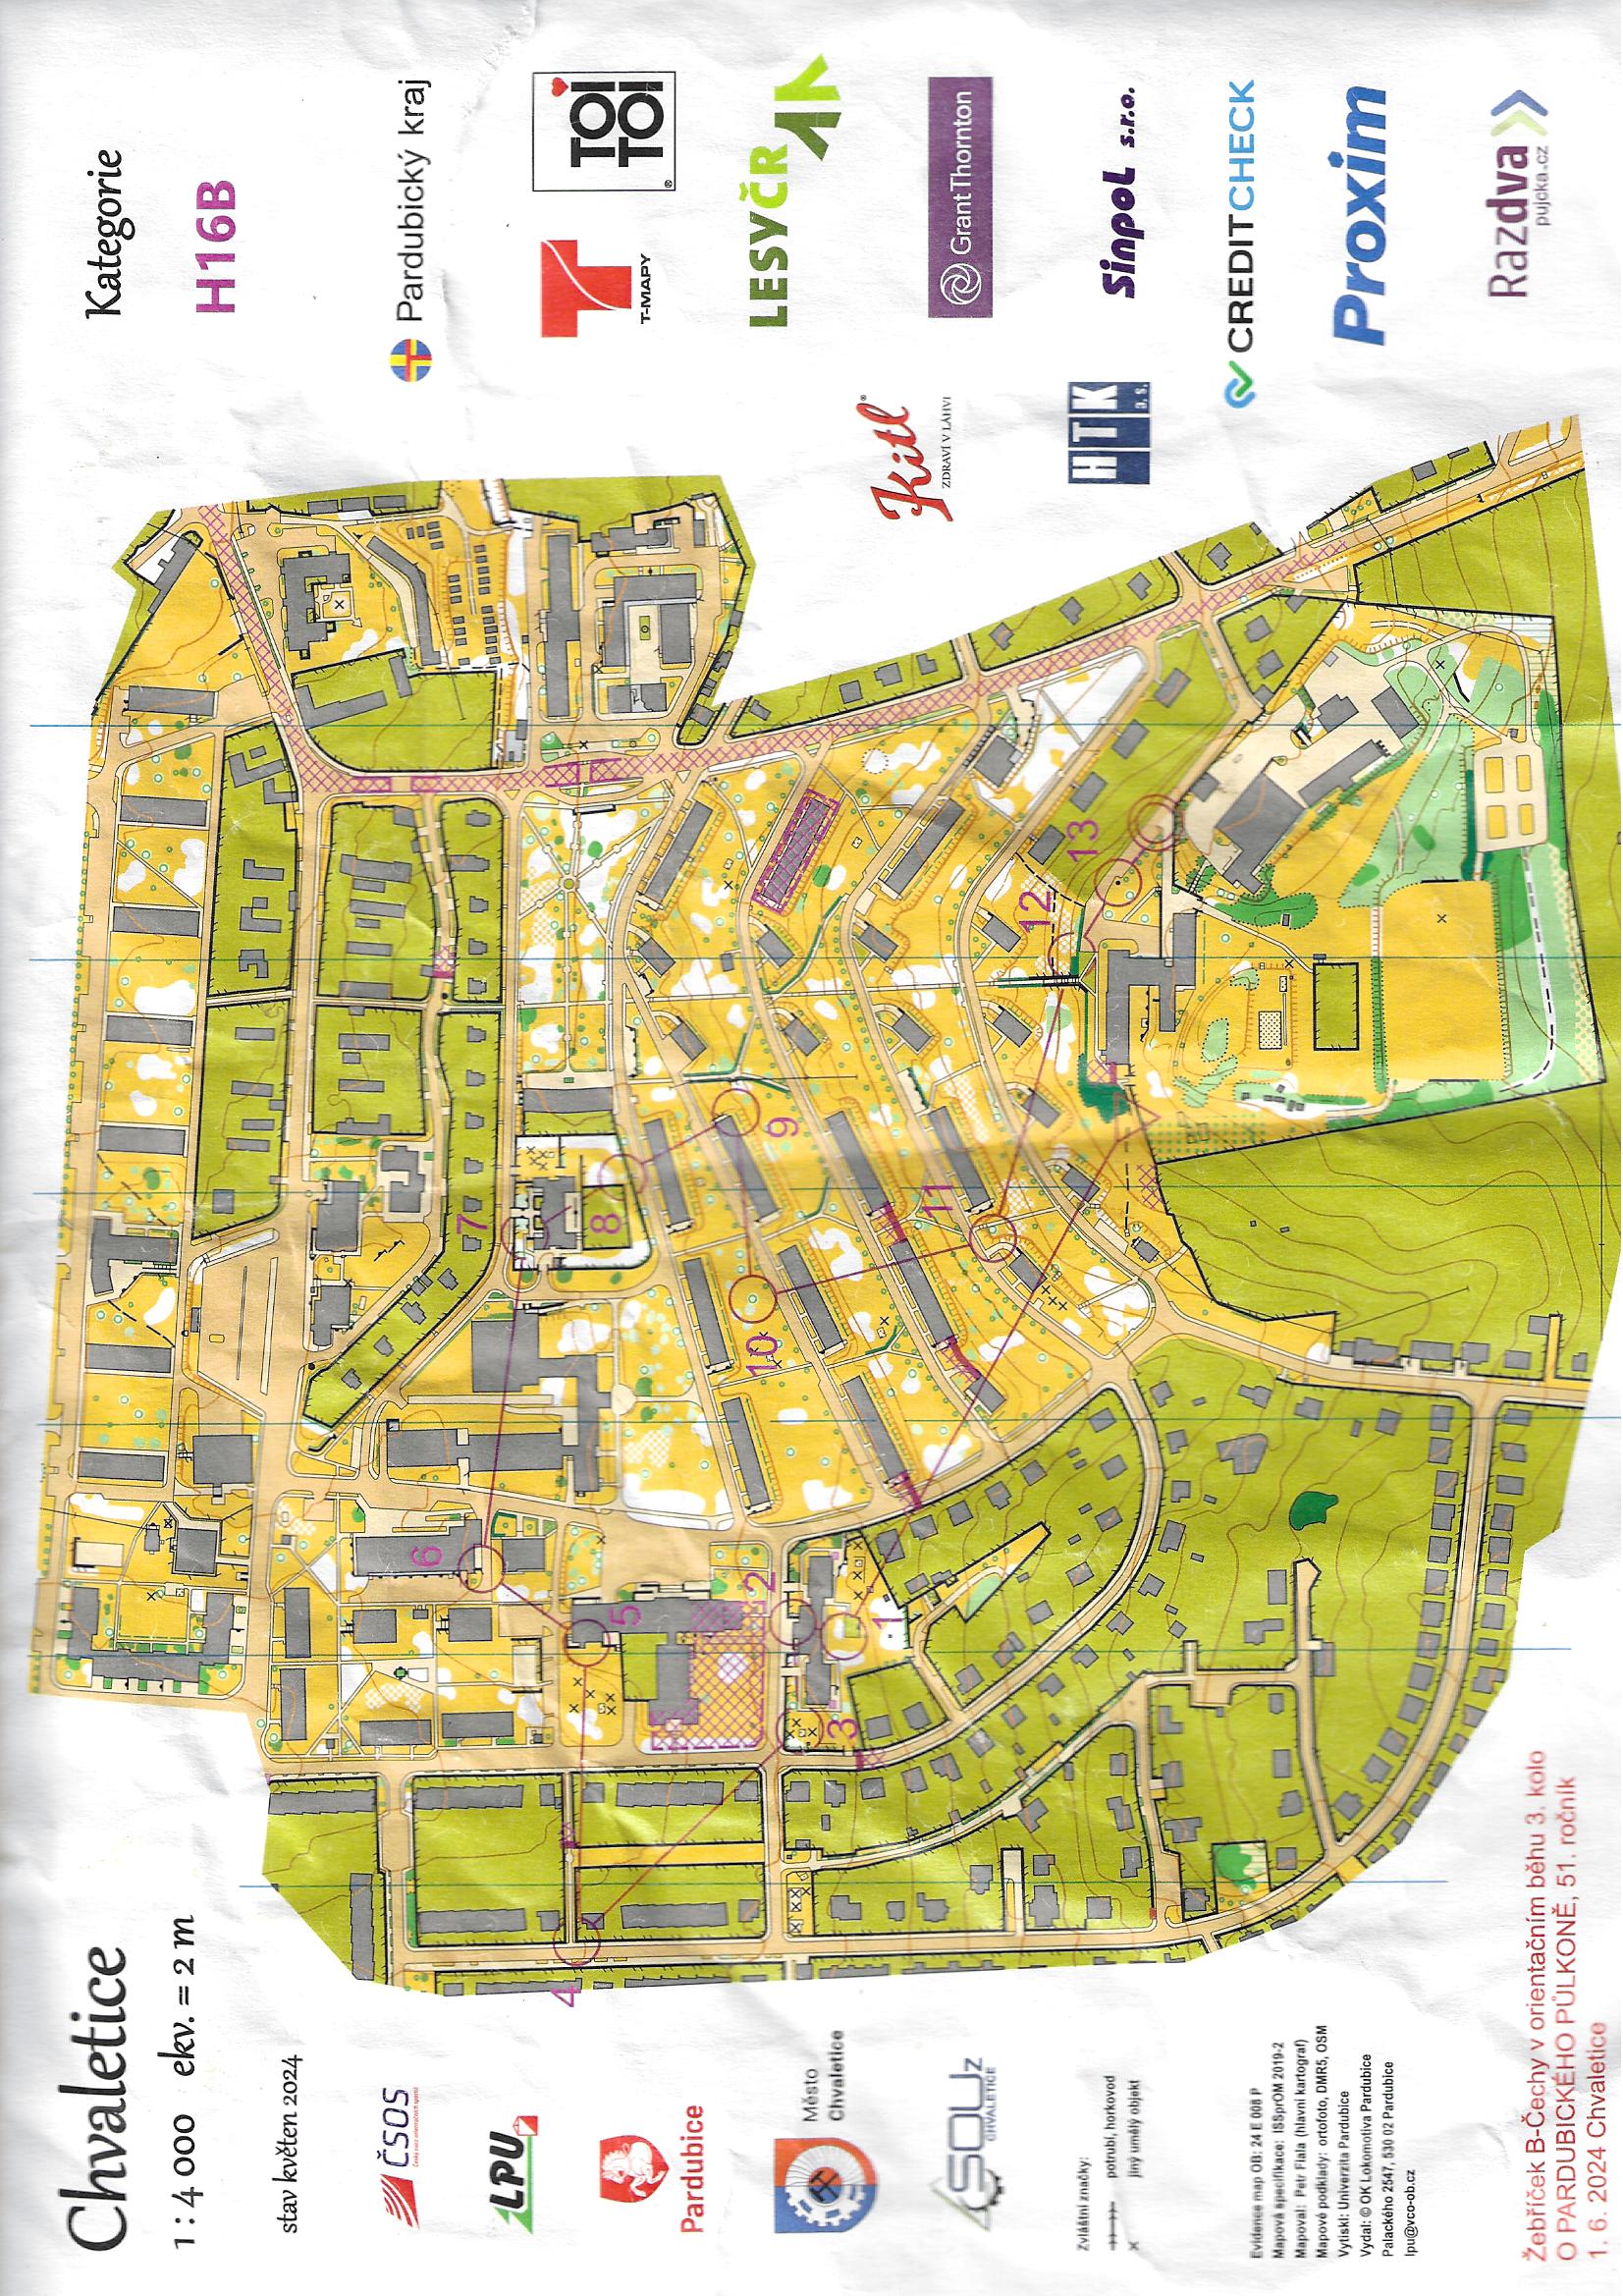 Chvaletice
1 : 4 000 ekv. = 2 m
stav květen 2024
ČSOS
Český svaz orientačních sportů
LPU
Pardubice
Město
Chvaletice
SOUz
CHVALETICE
Zvláštní značky:
potrubí, horkovod
jiný umělý objekt
Evidence map OB: 24 E 008 P
Mapová specifikace: ISSprOM 2019-2
Mapoval: Petr Fiala (hlavní kartograf)
Mapové podklady: ortofoto, DMR5, OSM
Vytiskl: Univerzita Pardubice
Vydal: © OK Lokomotiva Pardubice
Palackého 2547, 530 02 Pardubice
lpu@vco-ob.cz
Žebříček B-Čechy v orientačním běhu 3. kolo
O PARDUBICKÉHO PŮLKONĚ, 51. ročník
1. 6. 2024 Chvaletice
6
7
4
8
5
2
10
9
3
1
11
12
13
Kategorie
H16B
Pardubický kraj
T
T-MAPY
TOI
TOI
®
LESY ČR
Kitl
®
ZDRAVÍ V LÁHVI
GrantThornton
HTK
a. s.
Sinpol s.r.o.
CREDITCHECK
Proxim
Razdva
pujcka.cz